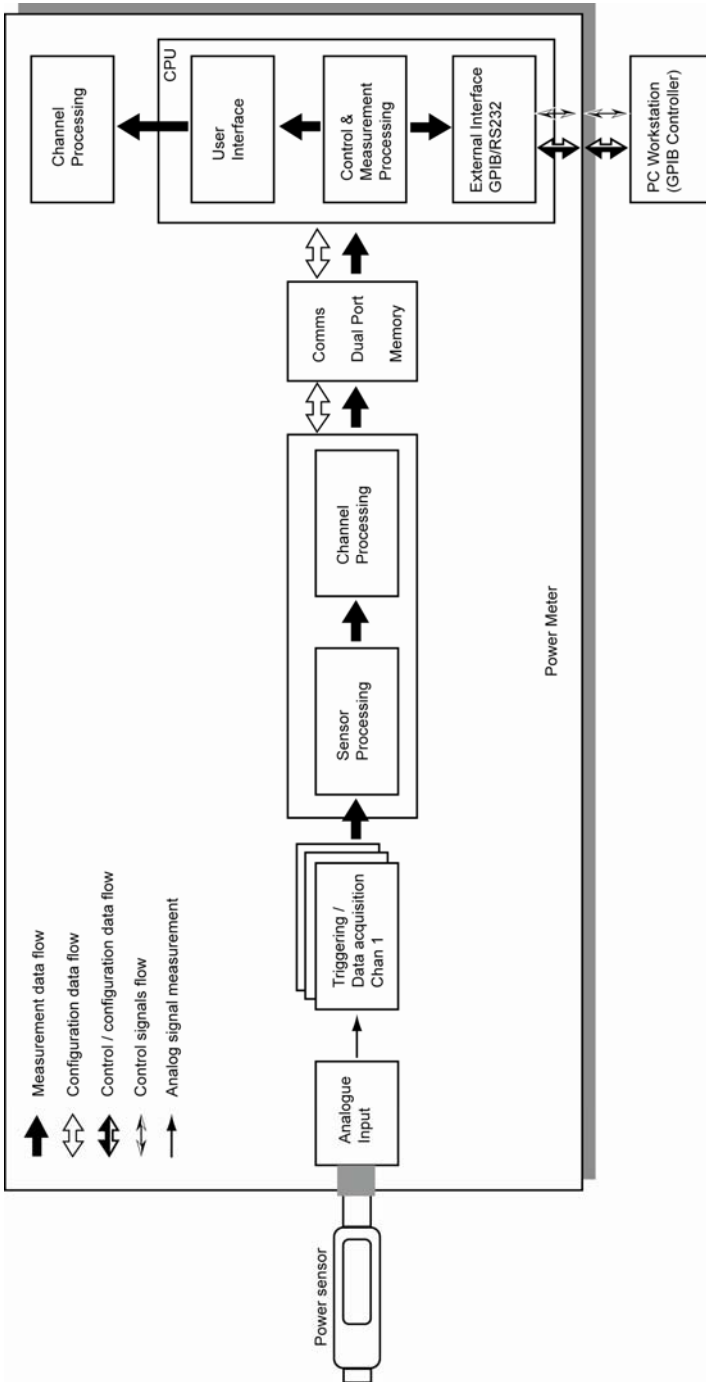 Measurement data flow
Configuration data flow
Control / configuration data flow
Control signals flow
Analog signal measurement
Power sensor
Analogue
Input
Triggering /
Data acquisition
Chan 1
Sensor
Processing
Channel
Processing
Comms
Dual Port
Memory
CPU
Channel
Processing
User
Interface
Control &
Measurement
Processing
External Interface
GPIB/RS232
Power Meter
PC Workstation
(GPIB Controller)